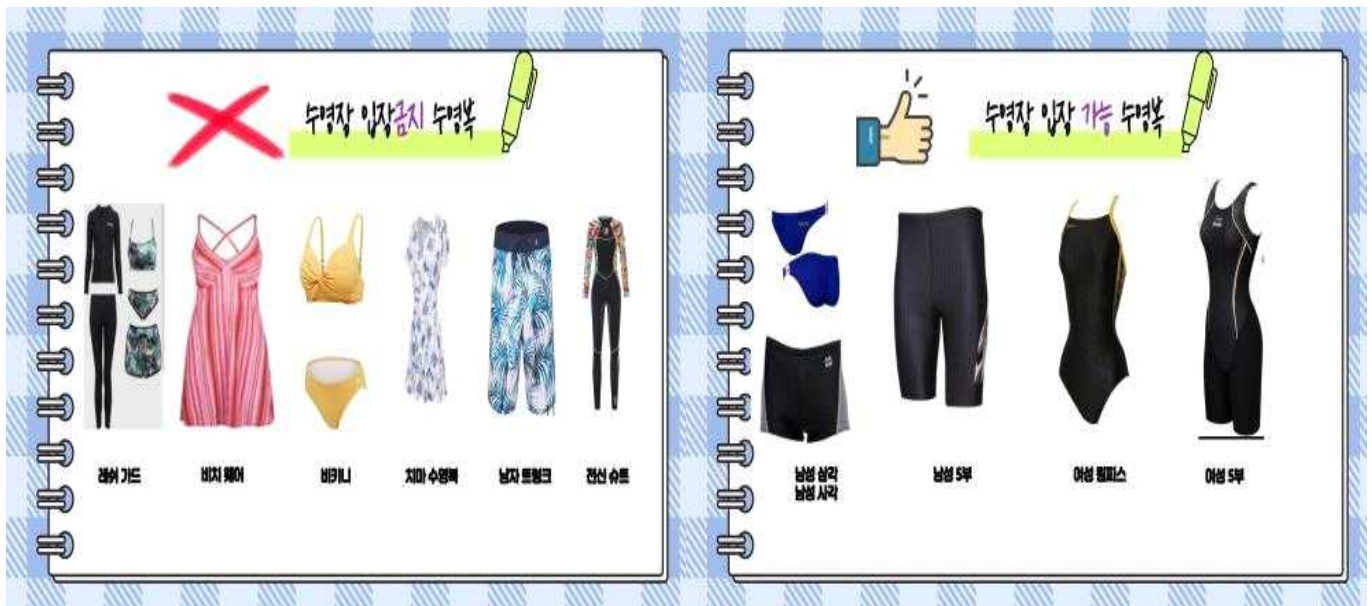 수영장 입장금지 수영복
래쉬 가드
비치 웨어
비키니
치마 수영복
남자 트렁크
전신 슈트
수영장 입장 가능 수영복
남성 삼각
남성 사각
남성 5부
여성 원피스
여성 5부